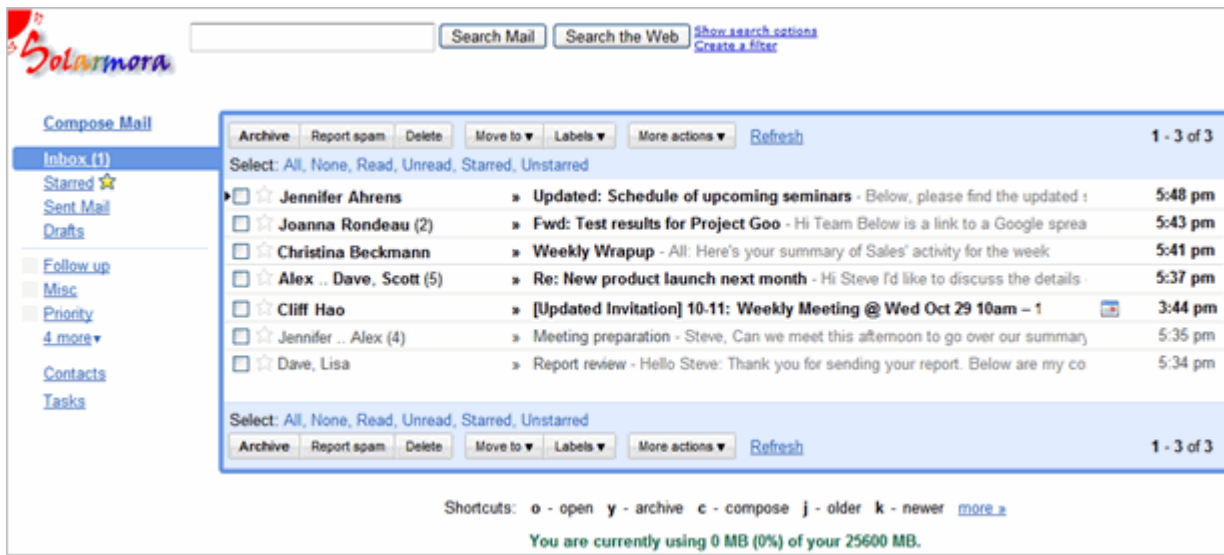 Solarmora
Search Mail Search the Web Show search options
Create a filter
Compose Mail
Inbox (1)
Starred
Sent Mail
Drafts
Follow up
Misc
Priority
4 more ▾
Contacts
Tasks
Archive Report spam Delete Move to ▾ Labels ▾ More actions ▾ Refresh 1 - 3 of 3
Select: All, None, Read, Unread, Starred, Unstarred
Jennifer Ahrens » Updated: Schedule of upcoming seminars - Below, please find the updated 5:48 pm
Joanna Rondeau (2) » Fwd: Test results for Project Goo - Hi Team Below is a link to a Google sprea 5:43 pm
Christina Beckmann » Weekly Wrapup - All: Here's your summary of Sales' activity for the week 5:41 pm
Alex .. Dave, Scott (5) » Re: New product launch next month - Hi Steve I'd like to discuss the details 5:37 pm
Cliff Hao » [Updated Invitation] 10-11: Weekly Meeting @ Wed Oct 29 10am – 1 3:44 pm
Jennifer .. Alex (4) » Meeting preparation - Steve, Can we meet this afternoon to go over our summary 5:35 pm
Dave, Lisa » Report review - Hello Steve: Thank you for sending your report. Below are my co 5:34 pm
Select: All, None, Read, Unread, Starred, Unstarred
Archive Report spam Delete Move to ▾ Labels ▾ More actions ▾ Refresh 1 - 3 of 3
Shortcuts: o - open y - archive c - compose j - older k - newer more »
You are currently using 0 MB (0%) of your 25600 MB.